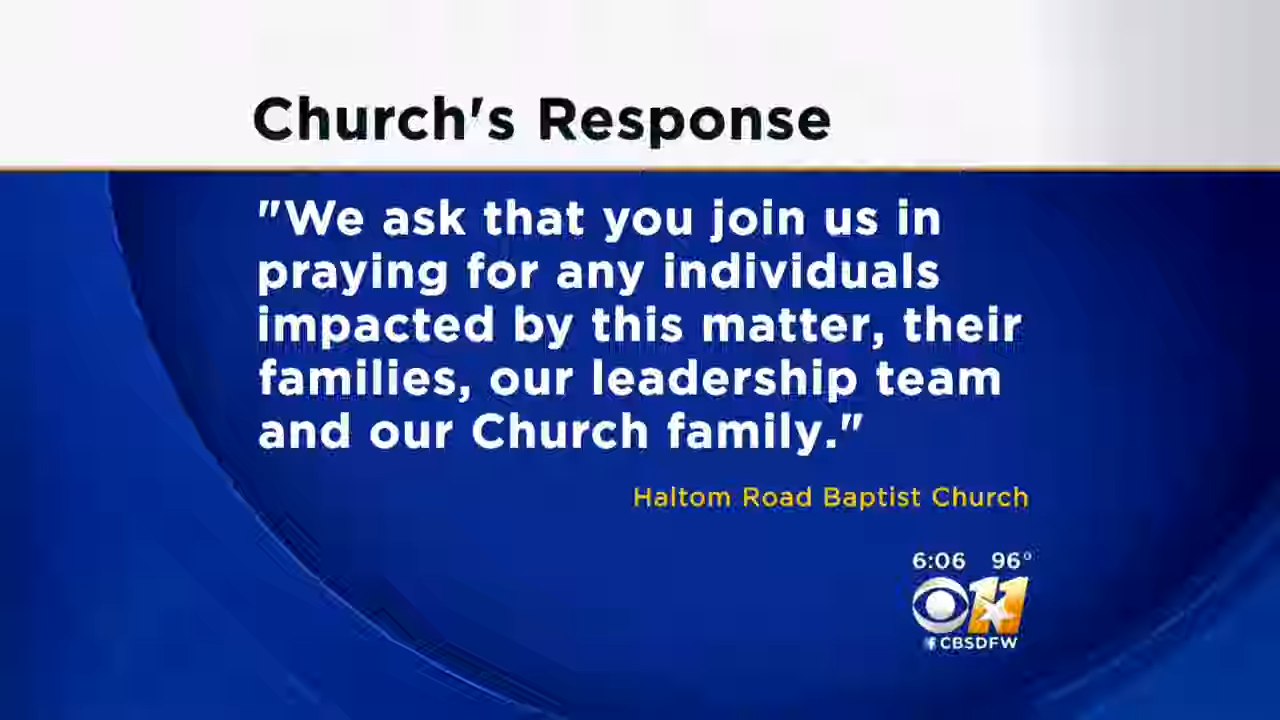 Church's Response
"We ask that you join us in
praying for any individuals
impacted by this matter, their
families, our leadership team
and our Church family."
Haltom Road Baptist Church
6:06 96°
11
f CBSDFW